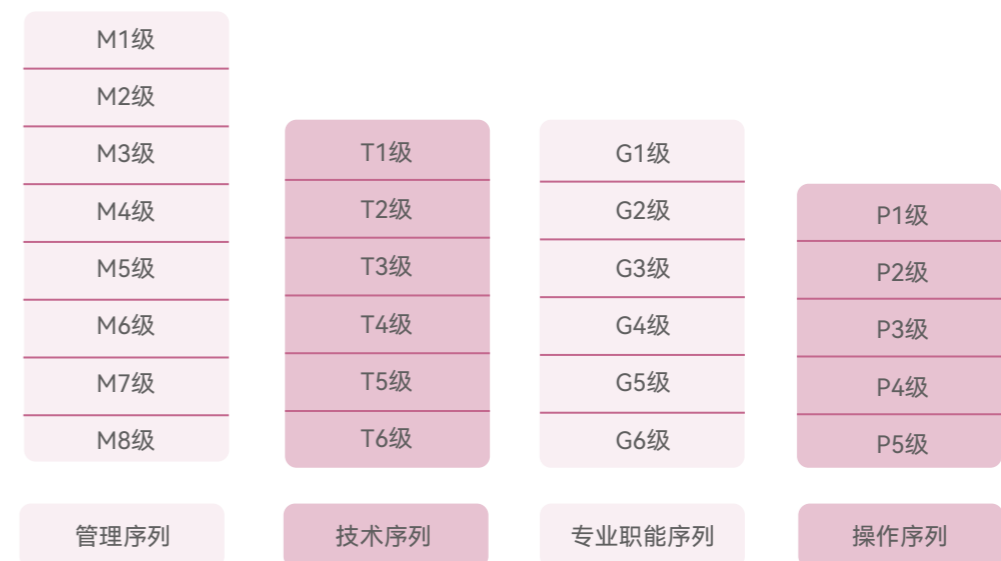 M1级
M2级
M3级
M4级
M5级
M6级
M7级
M8级
管理序列
T1级
T2级
T3级
T4级
T5级
T6级
技术序列
G1级
G2级
G3级
G4级
G5级
G6级
专业职能序列
P1级
P2级
P3级
P4级
P5级
操作序列